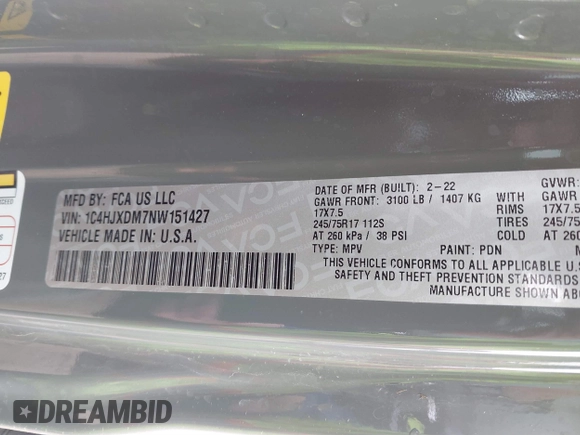 MFD BY: FCA US LLC
VIN: 1C4HJXDM7NW151427
VEHICLE MADE IN: U.S.A.
DATE OF MFR (BUILT): 2-22
GAWR FRONT: 3100 LB / 1407 KG
17X7.5
245/75R17 112S
AT 260 kPa / 38 PSI
TYPE: MPV PAINT: PDN
THIS VEHICLE CONFORMS TO ALL APPLICABLE U.S.
SAFETY AND THEFT PREVENTION STANDARDS
MANUFACTURE SHOWN ABO
GVWR:
WITH GAW
RIMS 17X7.
TIRES 245/75
COLD AT 260
27
DREAMBID